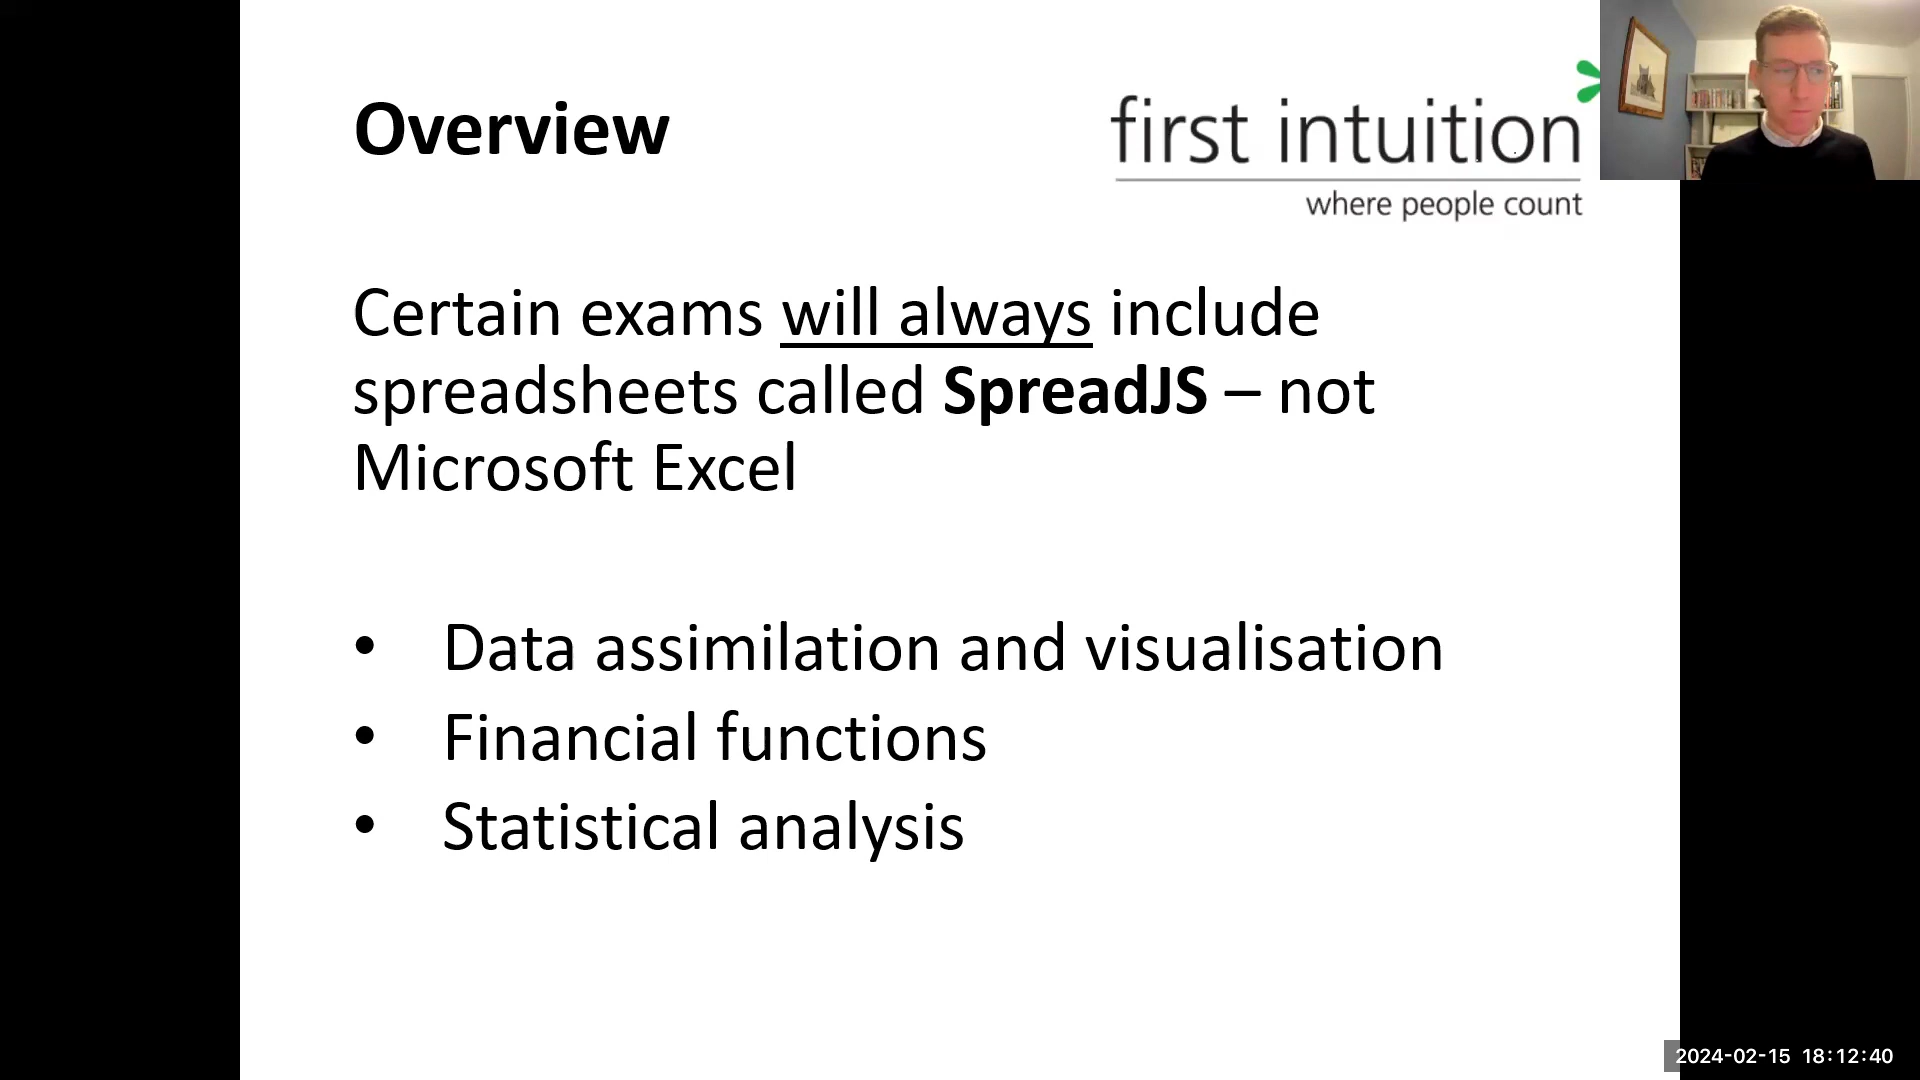 Overview
first intuition
where people count
Certain exams will always include
spreadsheets called SpreadJS – not
Microsoft Excel
• Data assimilation and visualisation
• Financial functions
• Statistical analysis
2024-02-15 18:12:40